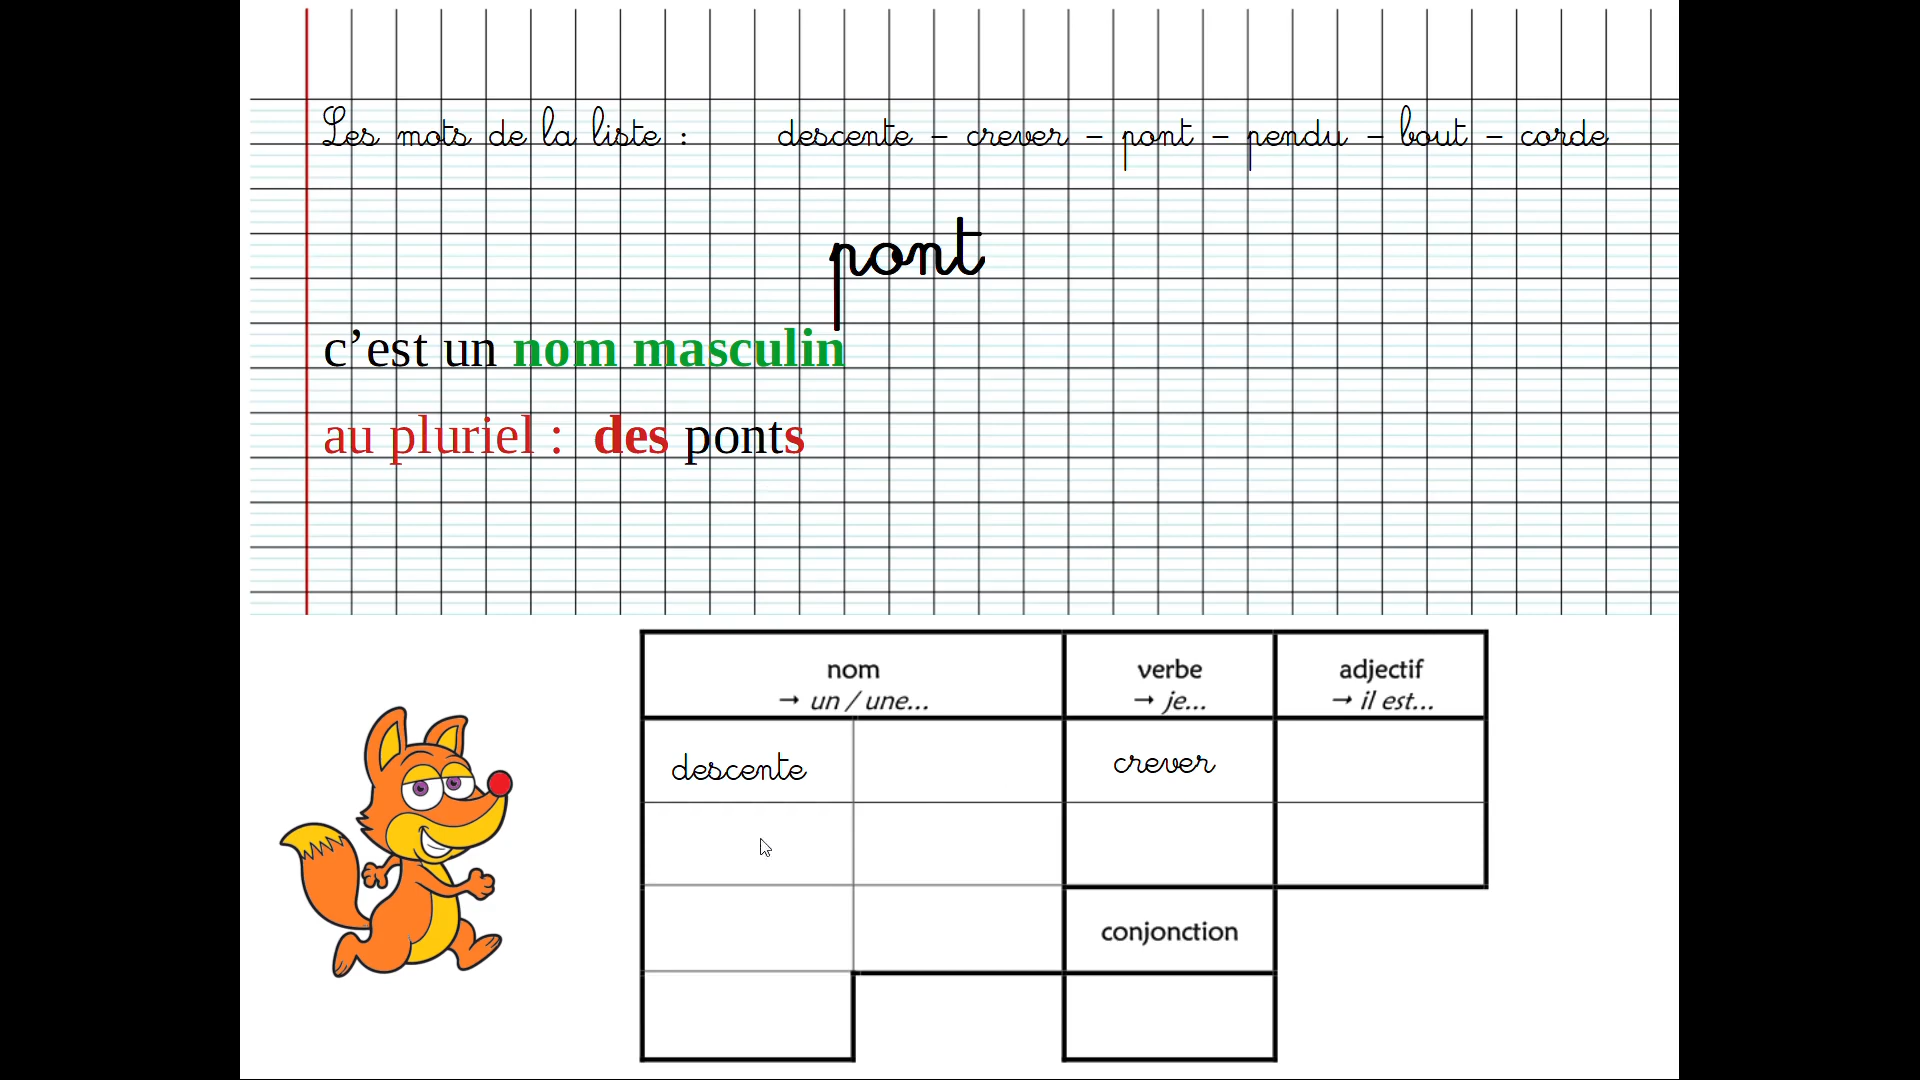 Les mots de la liste : descente – crever – pont – pendu – bout – corde
pont
c’est un nom masculin
au pluriel : des ponts
nom
→ un / une...
verbe
→ je...
adjectif
→ il est...
descente
crever
conjonction